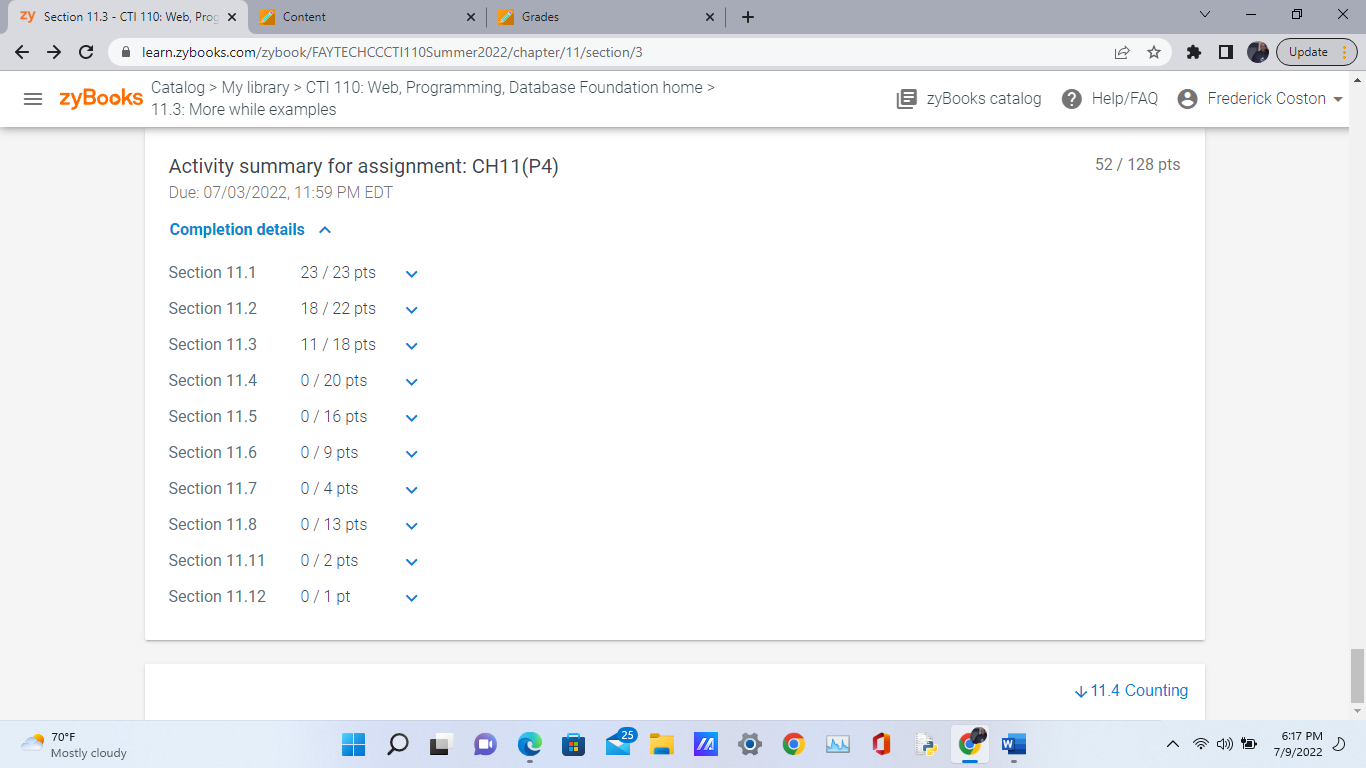 Section 11.3 - CTI 110: Web, Prog
Content
Grades
learn.zybooks.com/zybook/FAYTECHCCCTI110Summer2022/chapter/11/section/3
Update
zyBooks
Catalog > My library > CTI 110: Web, Programming, Database Foundation home >
11.3: More while examples
zyBooks catalog
Help/FAQ
Frederick Coston
Activity summary for assignment: CH11(P4)
52 / 128 pts
Due: 07/03/2022, 11:59 PM EDT
Completion details
Section 11.1 23 / 23 pts
Section 11.2 18 / 22 pts
Section 11.3 11 / 18 pts
Section 11.4 0 / 20 pts
Section 11.5 0 / 16 pts
Section 11.6 0 / 9 pts
Section 11.7 0 / 4 pts
Section 11.8 0 / 13 pts
Section 11.11 0 / 2 pts
Section 11.12 0 / 1 pt
11.4 Counting
70°F
Mostly cloudy
25
6:17 PM
7/9/2022